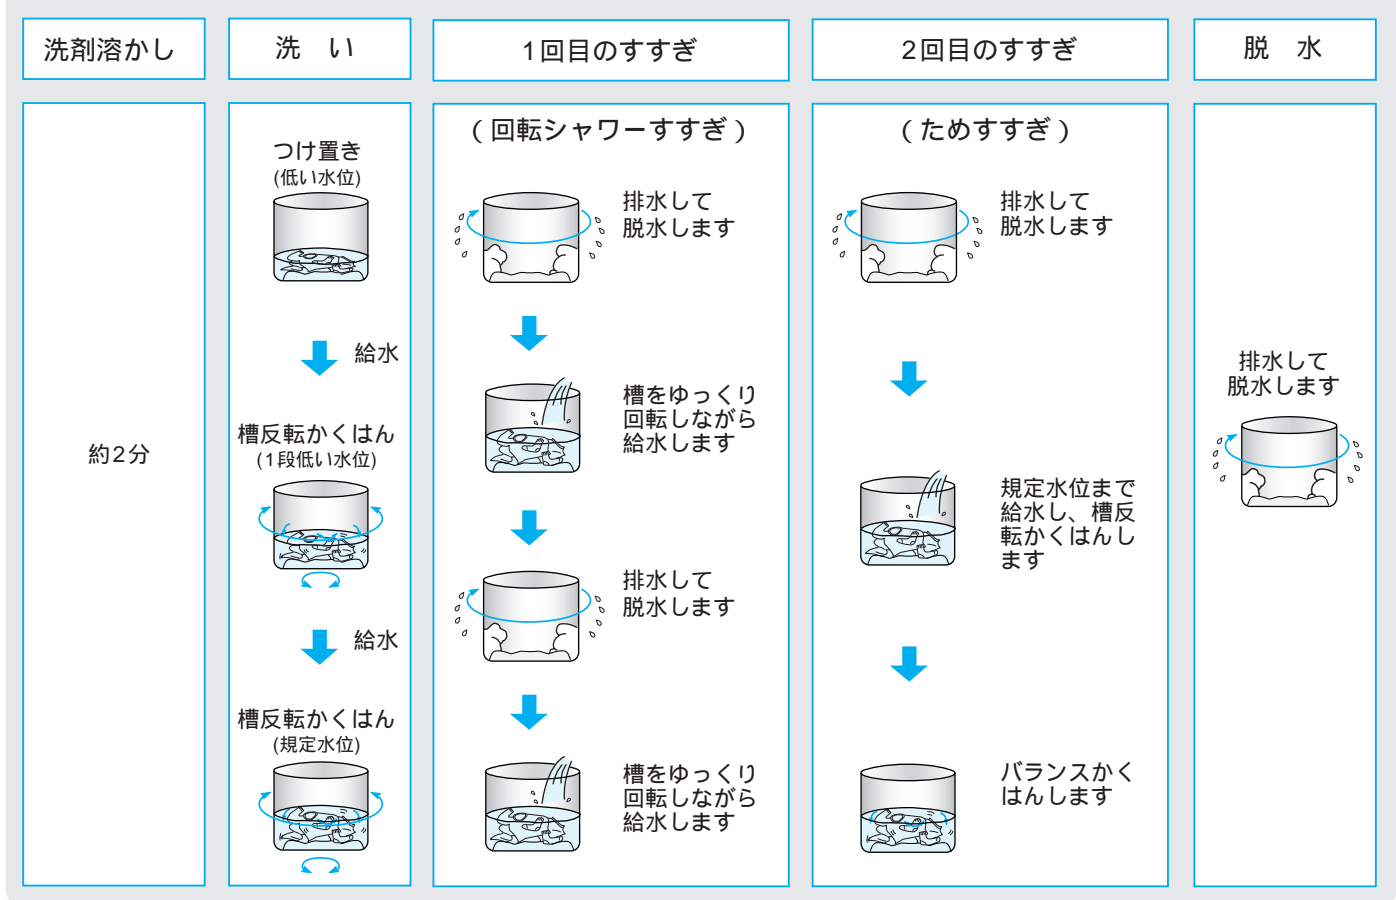 洗剤溶かし
洗　い
1回目のすすぎ
2回目のすすぎ
脱　水
約2分
つけ置き
(低い水位)
給水
槽反転かくはん
(1段低い水位)
給水
槽反転かくはん
(規定水位)
(回転シャワーすすぎ)
排水して
脱水します
槽をゆっくり
回転しながら
給水します
排水して
脱水します
槽をゆっくり
回転しながら
給水します
(ためすすぎ)
排水して
脱水します
規定水位まで
給水し、槽反
転かくはんし
ます
バランスかく
はんします
排水して
脱水します